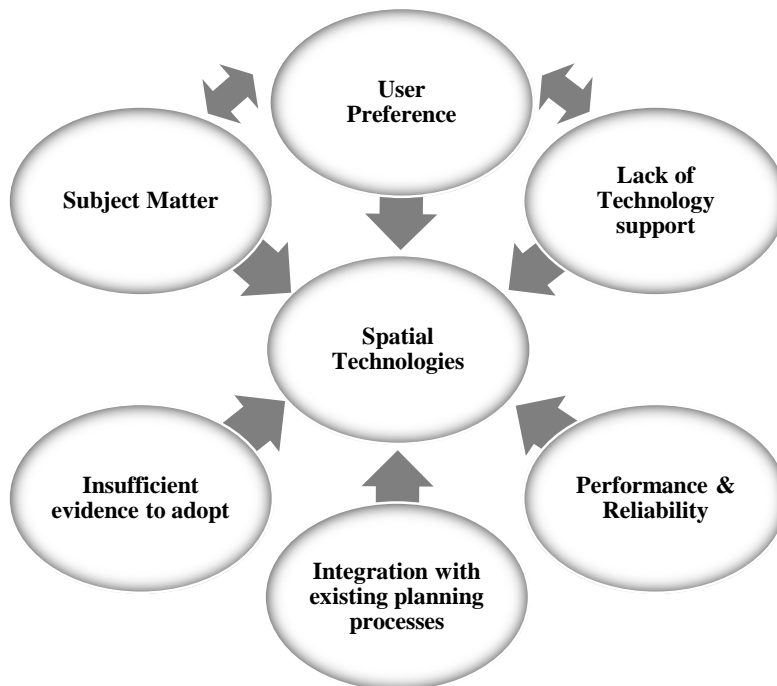 User
Preference
Subject Matter
Lack of
Technology
support
Spatial
Technologies
Insufficient
evidence to adopt
Performance &
Reliability
Integration with
existing planning
processes